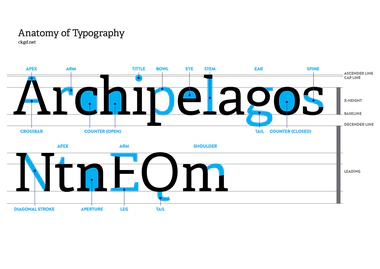 Anatomy of Typography
ckgd.net
APEX ARM TITTLE BOWL EYE STEM EAR SPINE
ASCENDER LINE
CAP LINE
Archipelagos
X-HEIGHT
BASELINE
DECENDER LINE
CROSSBAR COUNTER (OPEN) TAIL COUNTER (CLOSED)
APEX ARM SHOULDER
NtnEQm
LEADING
DIAGONAL STROKE APERTURE LEG TAIL